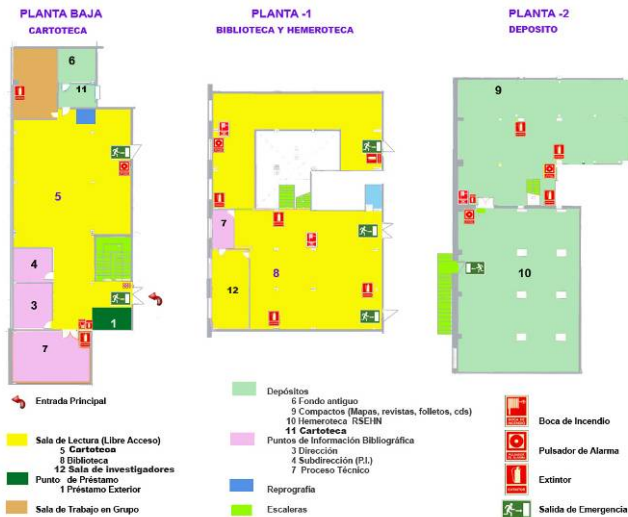 PLANTA BAJA
CARTOTECA
PLANTA -1
BIBLIOTECA Y HEMEROTECA
PLANTA -2
DEPOSITO
6
11
5
4
3
1
7
7
8
12
9
10
Entrada Principal
Sala de Lectura (Libre Acceso)
5 Cartoteca
8 Biblioteca
12 Sala de investigadores
Punto de Préstamo
1 Préstamo Exterior
Sala de Trabajo en Grupo
Depósitos
6 Fondo antiguo
9 Compactos (Mapas, revistas, folletos, cds)
10 Hemeroteca RSEHN
11 Cartoteca
Puntos de Información Bibliográfica
3 Dirección
4 Subdirección (P.I.)
7 Proceso Técnico
Reprografía
Escaleras
Boca de Incendio
Pulsador de Alarma
Extintor
Salida de Emergencia